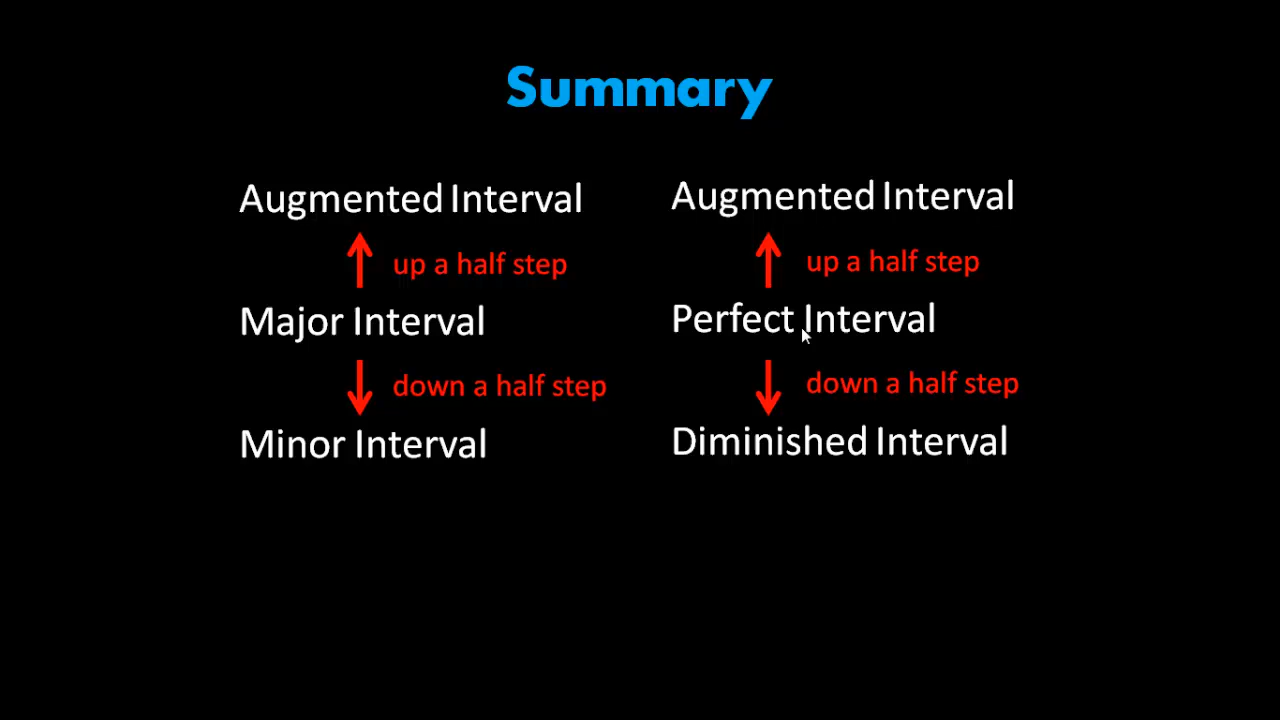 Summary
Augmented Interval
up a half step
Major Interval
down a half step
Minor Interval
Augmented Interval
up a half step
Perfect Interval
down a half step
Diminished Interval